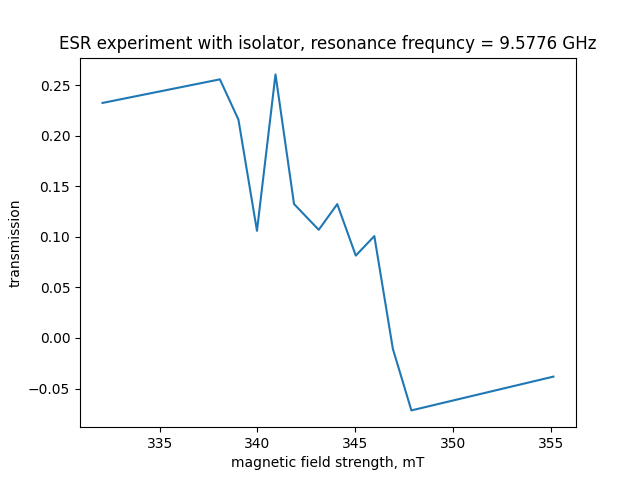 ESR experiment with isolator, resonance frequncy = 9.5776 GHz
0.25
0.20
0.15
0.10
0.05
0.00
−0.05
transmission
335 340 345 350 355
magnetic field strength, mT